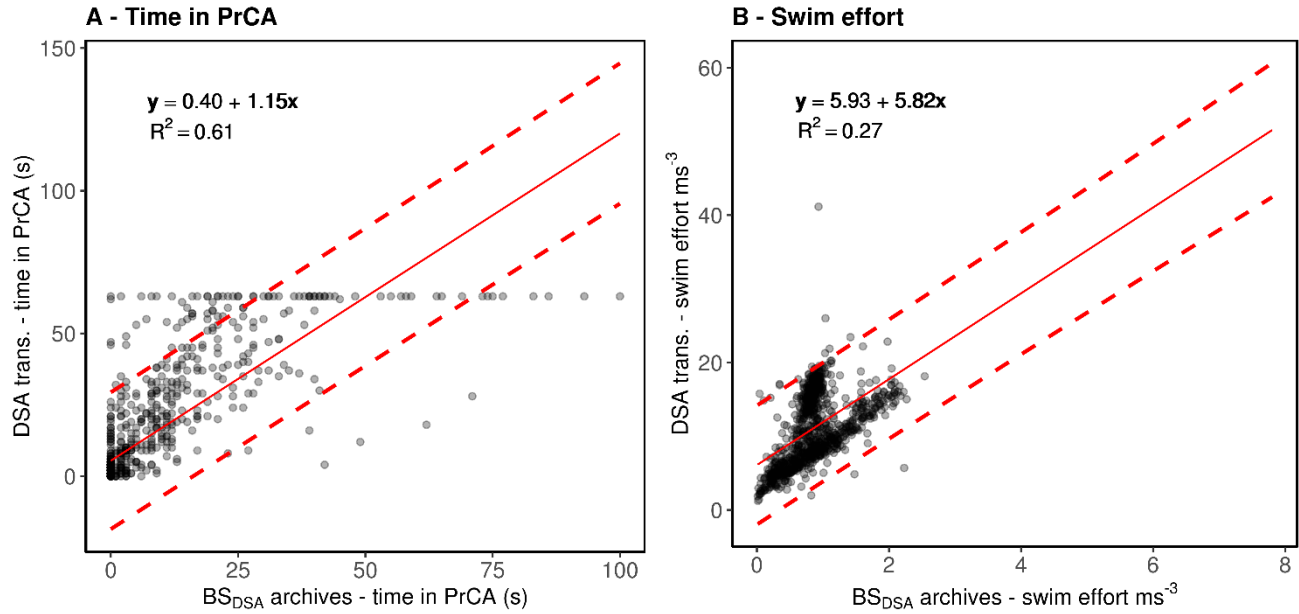 A - Time in PrCA
150
100
50
0
y = 0.40 + 1.15x
R² = 0.61
DSA trans. - time in PrCA (s)
0 25 50 75 100
BS_DSA archives - time in PrCA (s)
B - Swim effort
60
40
20
0
y = 5.93 + 5.82x
R² = 0.27
DSA trans. - swim effort ms⁻³
0 2 4 6 8
BS_DSA archives - swim effort ms⁻³